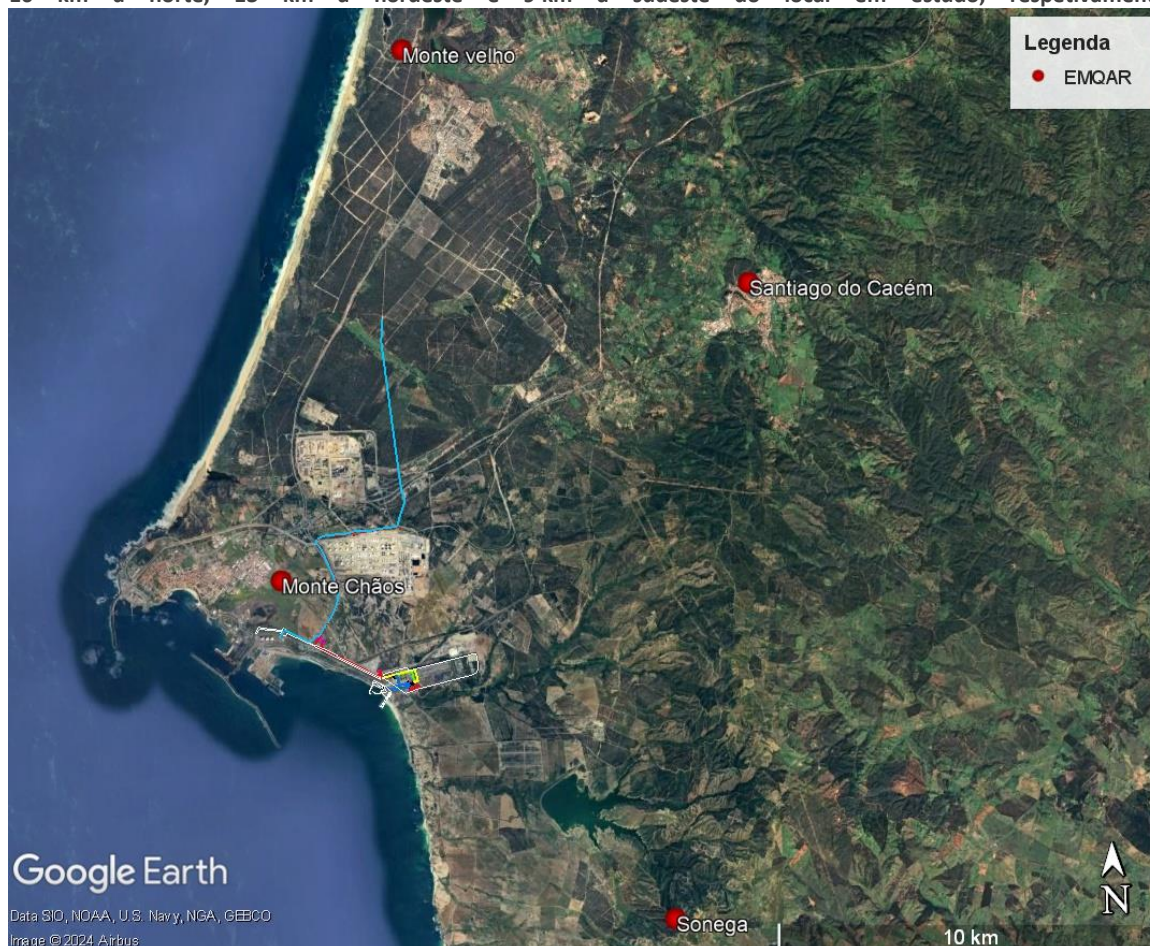 Legenda
EMQAR
Monte velho
Santiago do Cacém
Monte Chãos
Sonega
Google Earth
Data SIO, NOAA, U.S. Navy, NGA, GEBCO
Image © 2024 Airbus
10 km
N